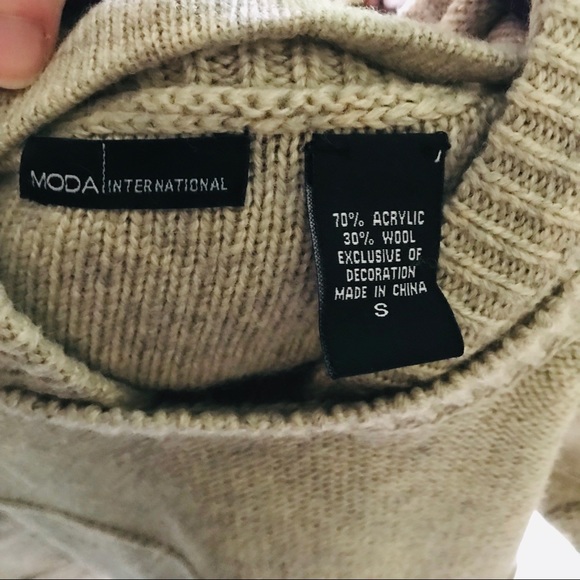 MODA INTERNATIONAL
70% ACRYLIC
30% WOOL
EXCLUSIVE OF
DECORATION
MADE IN CHINA
S